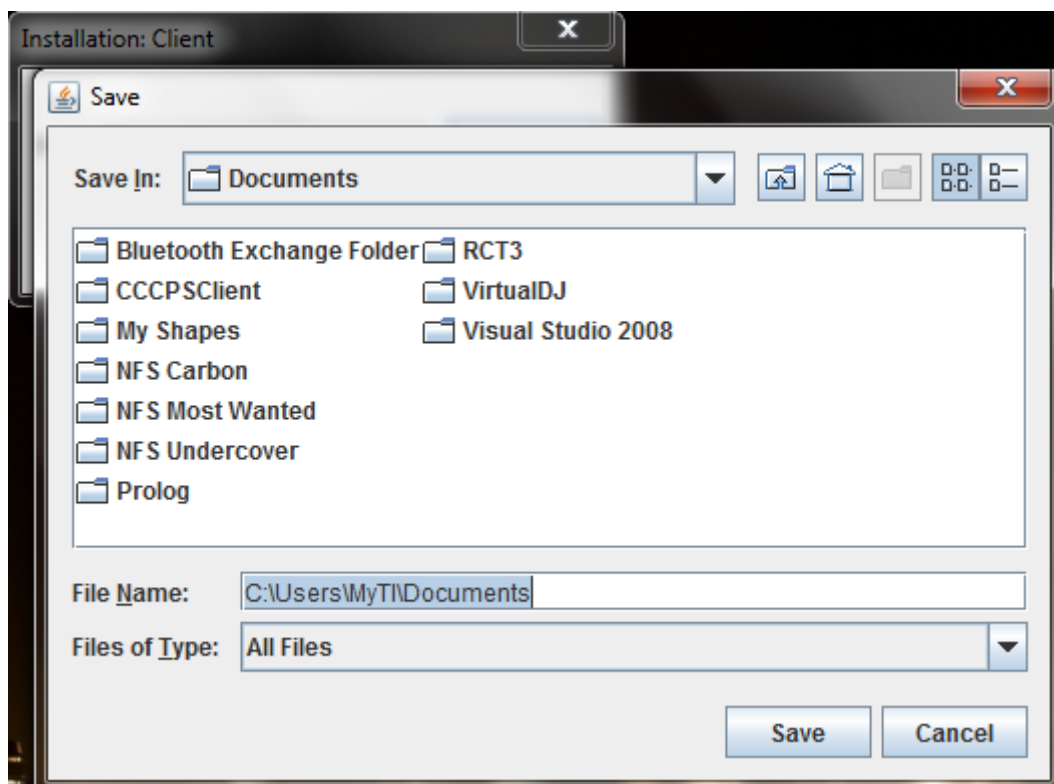 Installation: Client
Save
Save In: Documents
Bluetooth Exchange Folder RCT3
CCCPSClient VirtualDJ
My Shapes Visual Studio 2008
NFS Carbon
NFS Most Wanted
NFS Undercover
Prolog
File Name: C:\Users\MyTI\Documents
Files of Type: All Files
Save Cancel